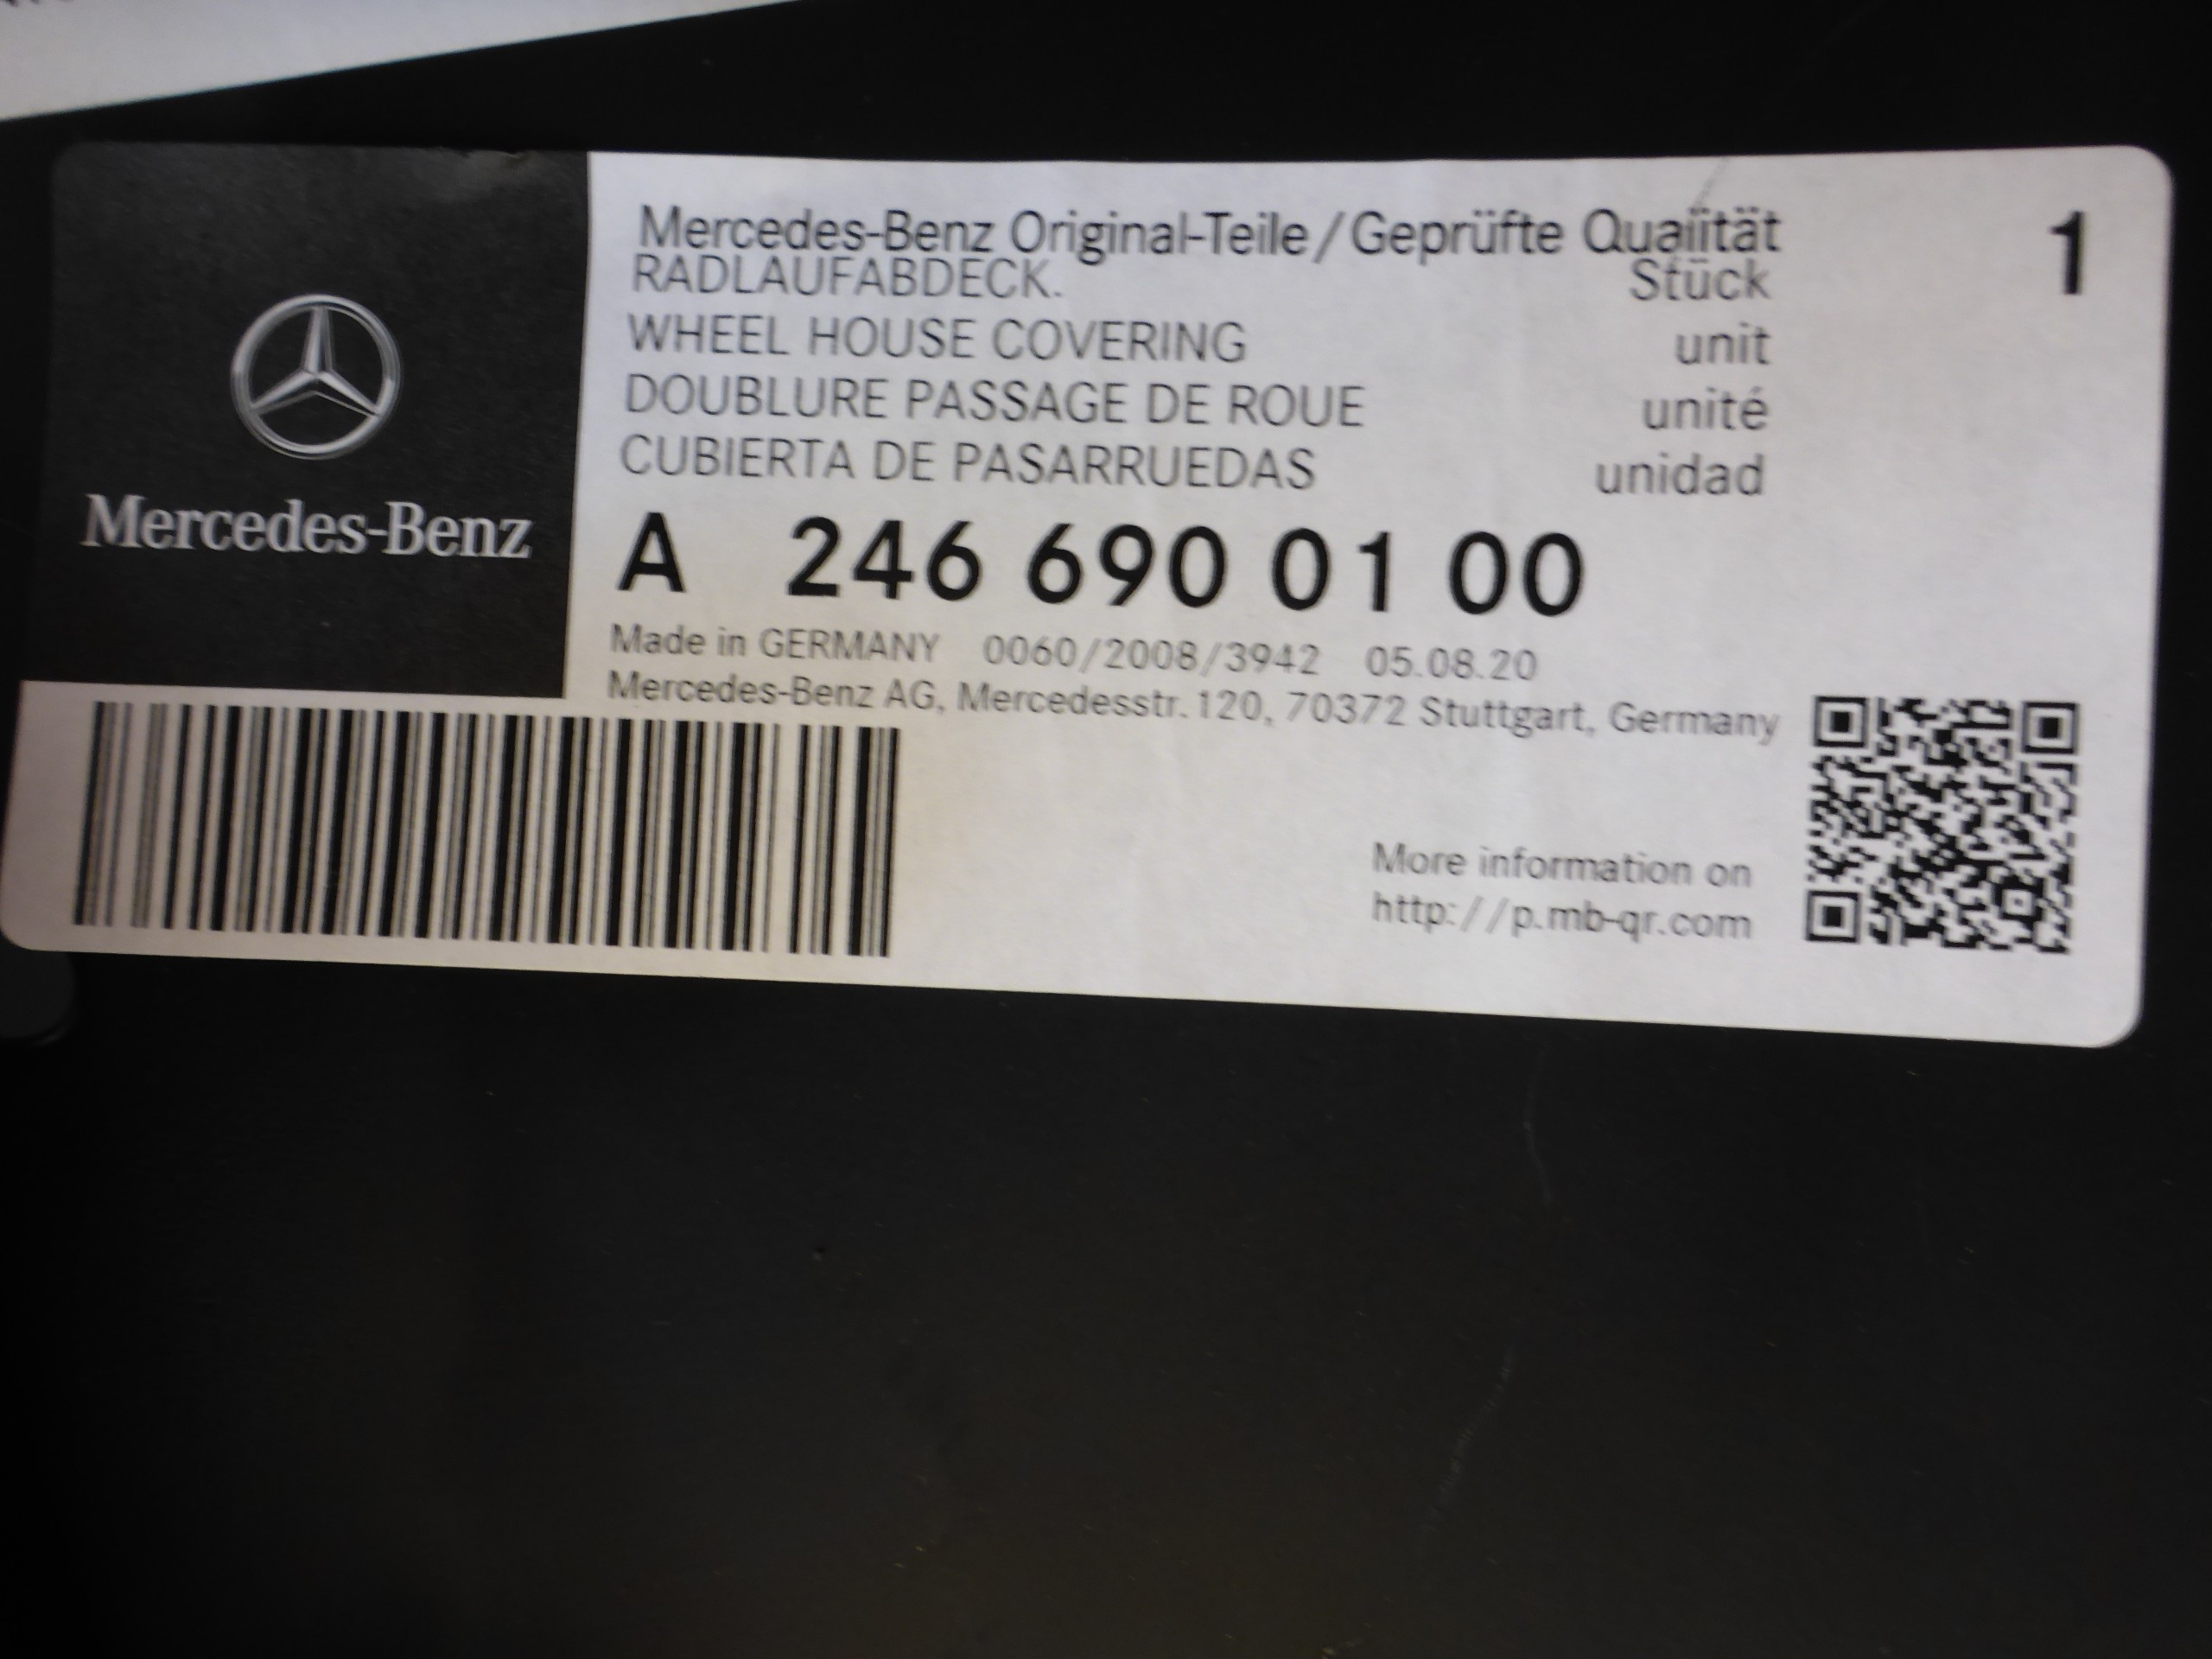 Mercedes-Benz
Mercedes-Benz Original-Teile/Geprüfte Qualität 1
RADLAUFABDECK. Stück
WHEEL HOUSE COVERING unit
DOUBLURE PASSAGE DE ROUE unité
CUBIERTA DE PASARRUEDAS unidad
A 246 690 01 00
Made in GERMANY 0060/2008/3942 05.08.20
Mercedes-Benz AG, Mercedesstr. 120, 70372 Stuttgart, Germany
More information on
http://p.mb-qr.com